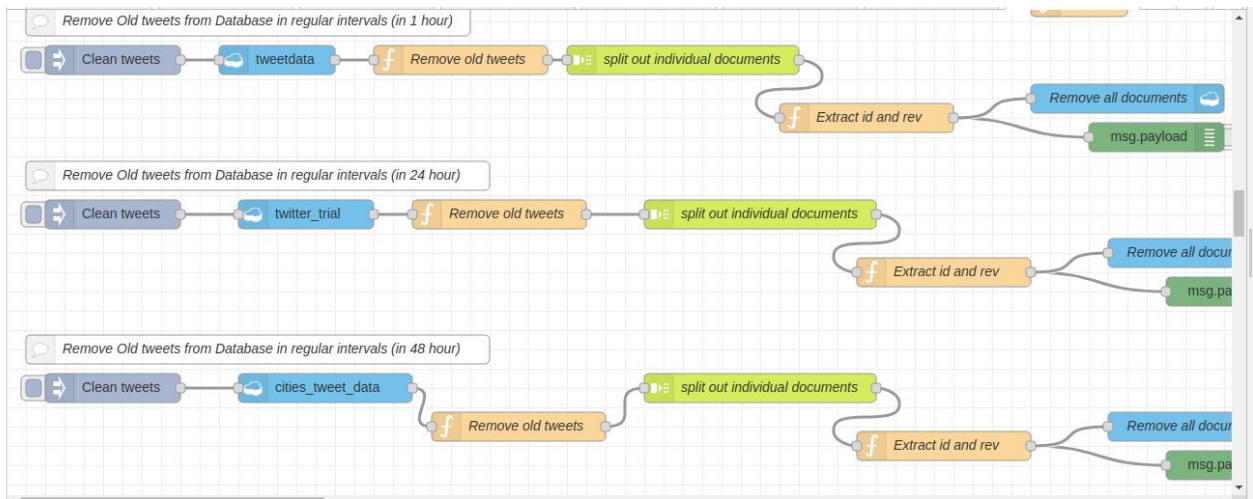 Remove Old tweets from Database in regular intervals (in 1 hour)
Clean tweets
tweetdata
Remove old tweets
split out individual documents
Extract id and rev
Remove all documents
msg.payload
Remove Old tweets from Database in regular intervals (in 24 hour)
Clean tweets
twitter_trial
Remove old tweets
split out individual documents
Extract id and rev
Remove all docur
msg.pa
Remove Old tweets from Database in regular intervals (in 48 hour)
Clean tweets
cities_tweet_data
Remove old tweets
split out individual documents
Extract id and rev
Remove all docur
msg.pa